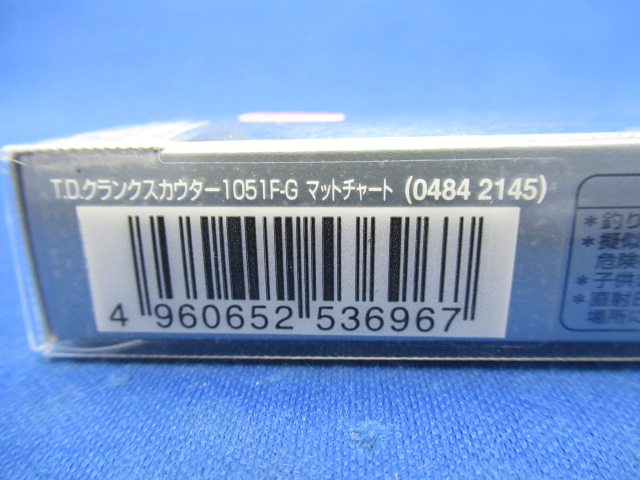 T.D.クランクスカウター1051F-G マットチャート (0484 2145)
4 960652 536967
＊釣り
＊擬似
危険
＊子供
＊直射
場所に